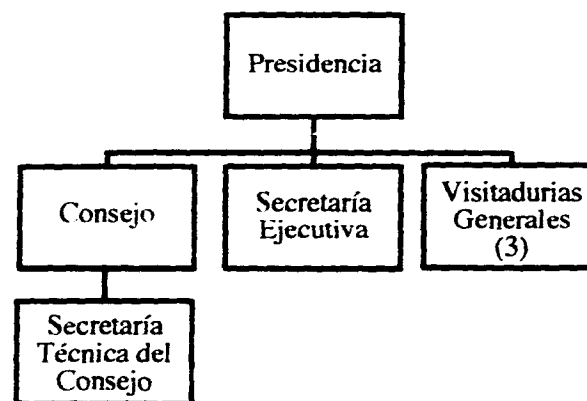 Presidencia
Consejo
Secretaría
Ejecutiva
Visitadurias
Generales
(3)
Secretaría
Técnica del
Consejo